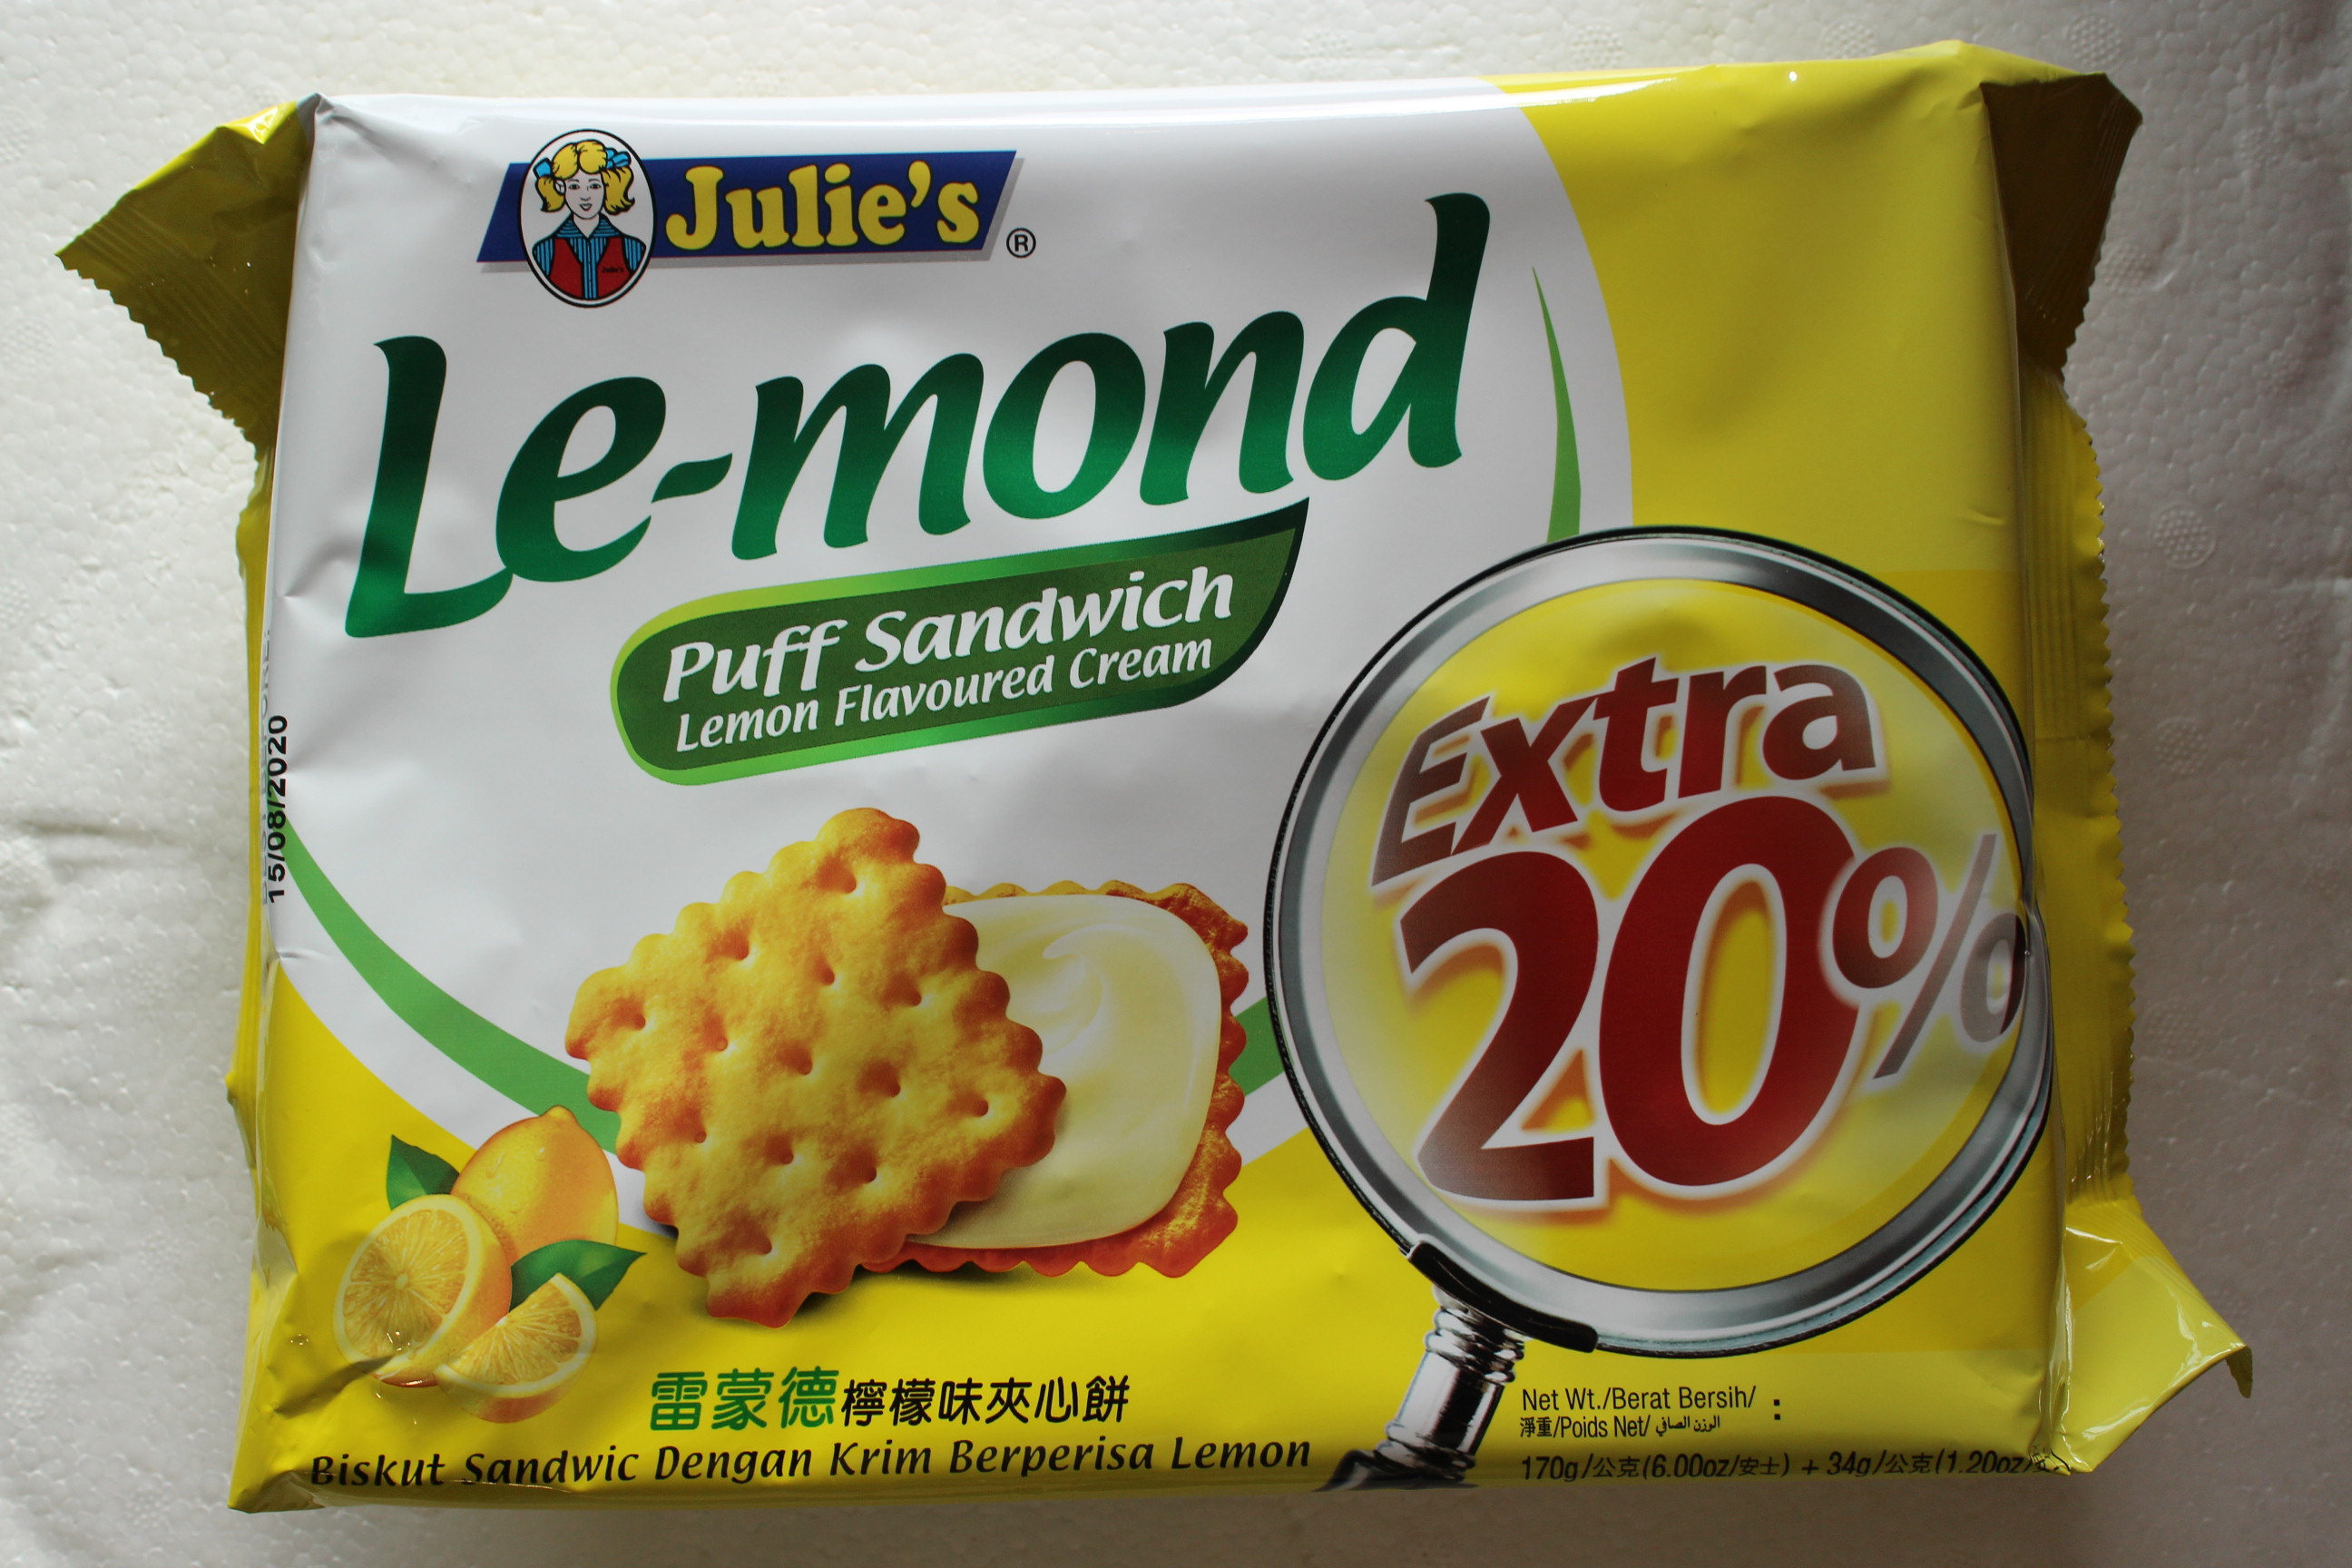 Julie's
®
Le-mond
Puff Sandwich
Lemon Flavoured Cream
Extra
20%
15/08/2020
雷蒙德檸檬味夾心餅
Biskut Sandwic Dengan Krim Berperisa Lemon
Net Wt./Berat Bersih/ :
淨重/Poids Net/ الوزن الصافي
170g/公克(6.00oz/安士) + 34g/公克(1.20oz/